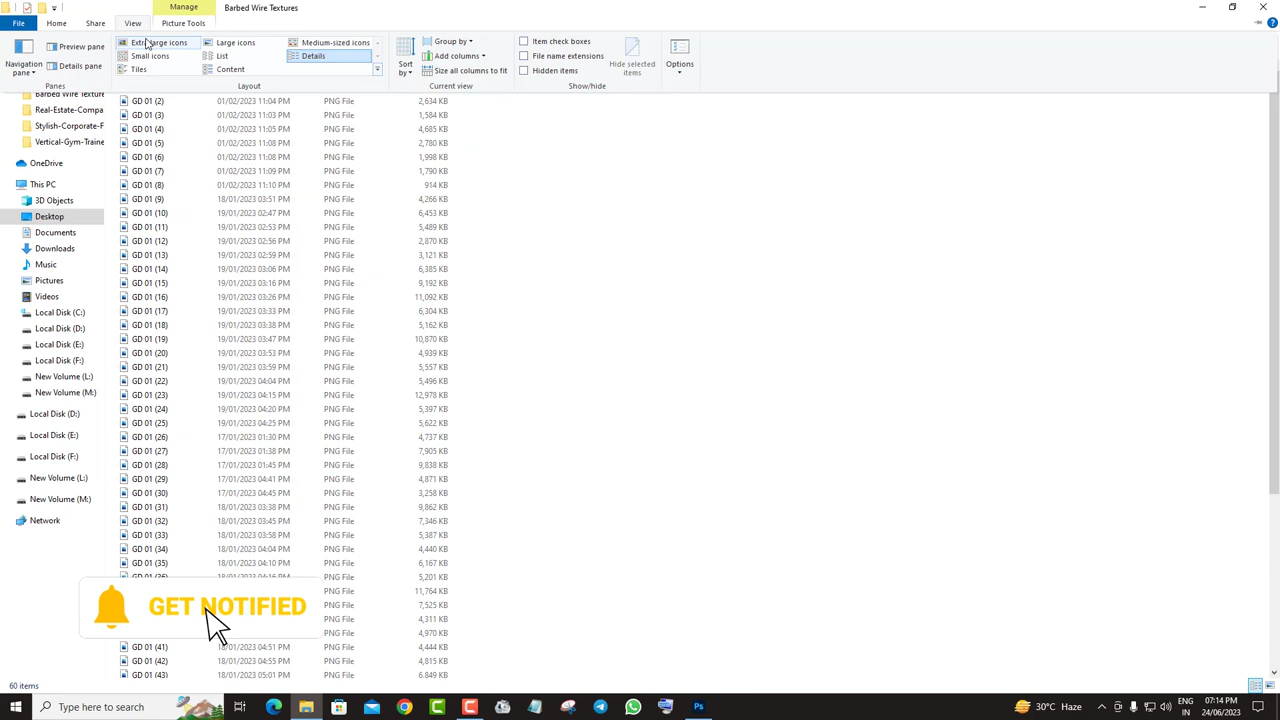 Manage
Barbed Wire Textures
File
Home
Share
View
Picture Tools
Navigation pane
Preview pane
Details pane
Panes
Extra large icons
Large icons
Medium-sized icons
Small icons
List
Details
Tiles
Content
Layout
Sort by
Group by
Add columns
Size all columns to fit
Current view
Item check boxes
File name extensions
Hidden items
Hide selected items
Show/hide
Options
Barbed Wire Texture
Real-Estate-Compa
Stylish-Corporate-F
Vertical-Gym-Traine
OneDrive
This PC
3D Objects
Desktop
Documents
Downloads
Music
Pictures
Videos
Local Disk (C:)
Local Disk (D:)
Local Disk (E:)
Local Disk (F:)
New Volume (L:)
New Volume (M:)
Local Disk (D:)
Local Disk (E:)
Local Disk (F:)
New Volume (L:)
New Volume (M:)
Network
GD 01 (2) 01/02/2023 11:04 PM PNG File 2,634 KB
GD 01 (3) 01/02/2023 11:03 PM PNG File 1,584 KB
GD 01 (4) 01/02/2023 11:05 PM PNG File 4,685 KB
GD 01 (5) 01/02/2023 11:08 PM PNG File 2,780 KB
GD 01 (6) 01/02/2023 11:08 PM PNG File 1,998 KB
GD 01 (7) 01/02/2023 11:09 PM PNG File 1,790 KB
GD 01 (8) 01/02/2023 11:10 PM PNG File 914 KB
GD 01 (9) 18/01/2023 03:51 PM PNG File 4,266 KB
GD 01 (10) 19/01/2023 02:47 PM PNG File 6,453 KB
GD 01 (11) 19/01/2023 02:53 PM PNG File 5,489 KB
GD 01 (12) 19/01/2023 02:56 PM PNG File 2,870 KB
GD 01 (13) 19/01/2023 02:59 PM PNG File 3,121 KB
GD 01 (14) 19/01/2023 03:06 PM PNG File 6,385 KB
GD 01 (15) 19/01/2023 03:16 PM PNG File 9,192 KB
GD 01 (16) 19/01/2023 03:26 PM PNG File 11,092 KB
GD 01 (17) 19/01/2023 03:33 PM PNG File 6,304 KB
GD 01 (18) 19/01/2023 03:38 PM PNG File 5,162 KB
GD 01 (19) 19/01/2023 03:47 PM PNG File 10,870 KB
GD 01 (20) 19/01/2023 03:53 PM PNG File 4,939 KB
GD 01 (21) 19/01/2023 03:59 PM PNG File 5,557 KB
GD 01 (22) 19/01/2023 04:04 PM PNG File 5,496 KB
GD 01 (23) 19/01/2023 04:15 PM PNG File 12,978 KB
GD 01 (24) 19/01/2023 04:20 PM PNG File 5,397 KB
GD 01 (25) 19/01/2023 04:25 PM PNG File 5,622 KB
GD 01 (26) 17/01/2023 01:30 PM PNG File 4,737 KB
GD 01 (27) 17/01/2023 01:38 PM PNG File 7,905 KB
GD 01 (28) 17/01/2023 01:45 PM PNG File 9,838 KB
GD 01 (29) 17/01/2023 04:41 PM PNG File 4,871 KB
GD 01 (30) 17/01/2023 04:45 PM PNG File 3,258 KB
GD 01 (31) 18/01/2023 03:38 PM PNG File 9,862 KB
GD 01 (32) 18/01/2023 03:45 PM PNG File 7,346 KB
GD 01 (33) 18/01/2023 03:58 PM PNG File 5,387 KB
GD 01 (34) 18/01/2023 04:04 PM PNG File 4,440 KB
GD 01 (35) 18/01/2023 04:10 PM PNG File 6,167 KB
GD 01 (36) 18/01/2023 04:16 PM PNG File 5,201 KB
PNG File 11,764 KB
PNG File 7,525 KB
PNG File 4,311 KB
PNG File 4,970 KB
GD 01 (41) 18/01/2023 04:51 PM PNG File 4,444 KB
GD 01 (42) 18/01/2023 04:55 PM PNG File 4,815 KB
GD 01 (43) 18/01/2023 05:01 PM PNG File 6,849 KB
GET NOTIFIED
60 items
Type here to search
Ps
30°C Haze
ENG
IN
07:14 PM
24/06/2023